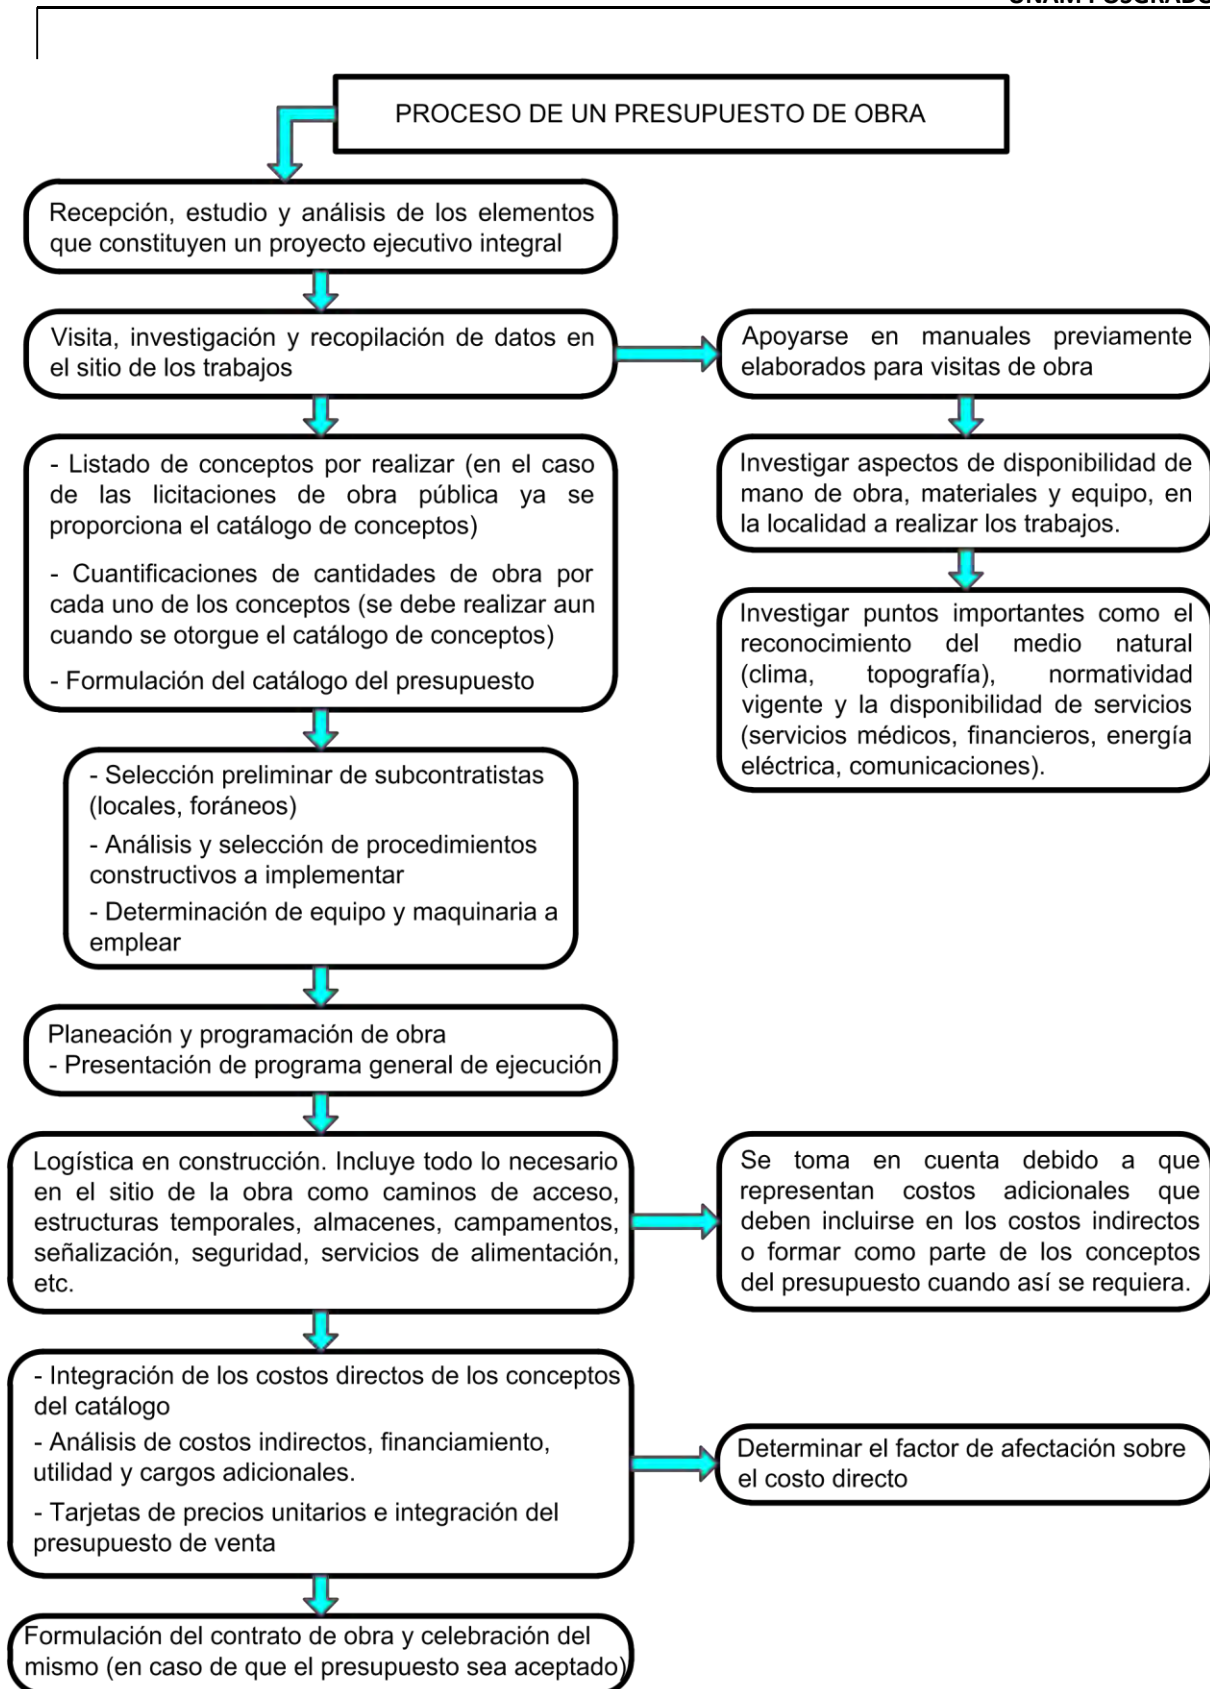 PROCESO DE UN PRESUPUESTO DE OBRA
Recepción, estudio y análisis de los elementos
que constituyen un proyecto ejecutivo integral
Visita, investigación y recopilación de datos en
el sitio de los trabajos
Apoyarse en manuales previamente
elaborados para visitas de obra
- Listado de conceptos por realizar (en el caso
de las licitaciones de obra pública ya se
proporciona el catálogo de conceptos)
- Cuantificaciones de cantidades de obra por
cada uno de los conceptos (se debe realizar aun
cuando se otorgue el catálogo de conceptos)
- Formulación del catálogo del presupuesto
Investigar aspectos de disponibilidad de
mano de obra, materiales y equipo, en
la localidad a realizar los trabajos.
Investigar puntos importantes como el
reconocimiento del medio natural
(clima, topografía), normatividad
vigente y la disponibilidad de servicio
(servicios médicos, financieros, energía
eléctrica, comunicaciones).
- Selección preliminar de subcontratistas
(locales, foráneos)
- Análisis y selección de procedimientos
constructivos a implementar
- Determinación de equipo y maquinaria a
emplear
Planeación y programación de obra
- Presentación de programa general de ejecución
Logística en construcción. Incluye todo lo necesario
en el sitio de la obra como caminos de acceso,
estructuras temporales, almacenes, campamentos,
señalización, seguridad, servicios de alimentación,
etc.
Se toma en cuenta debido a que
representan costos adicionales que
deben incluirse en los costos indirectos
o formar como parte de los conceptos
del presupuesto cuando así se requiera.
- Integración de los costos directos de los conceptos
del catálogo
- Análisis de costos indirectos, financiamiento,
utilidad y cargos adicionales.
- Tarjetas de precios unitarios e integración del
presupuesto de venta
Determinar el factor de afectación sobre
el costo directo
Formulación del contrato de obra y celebración del
mismo (en caso de que el presupuesto sea aceptado)